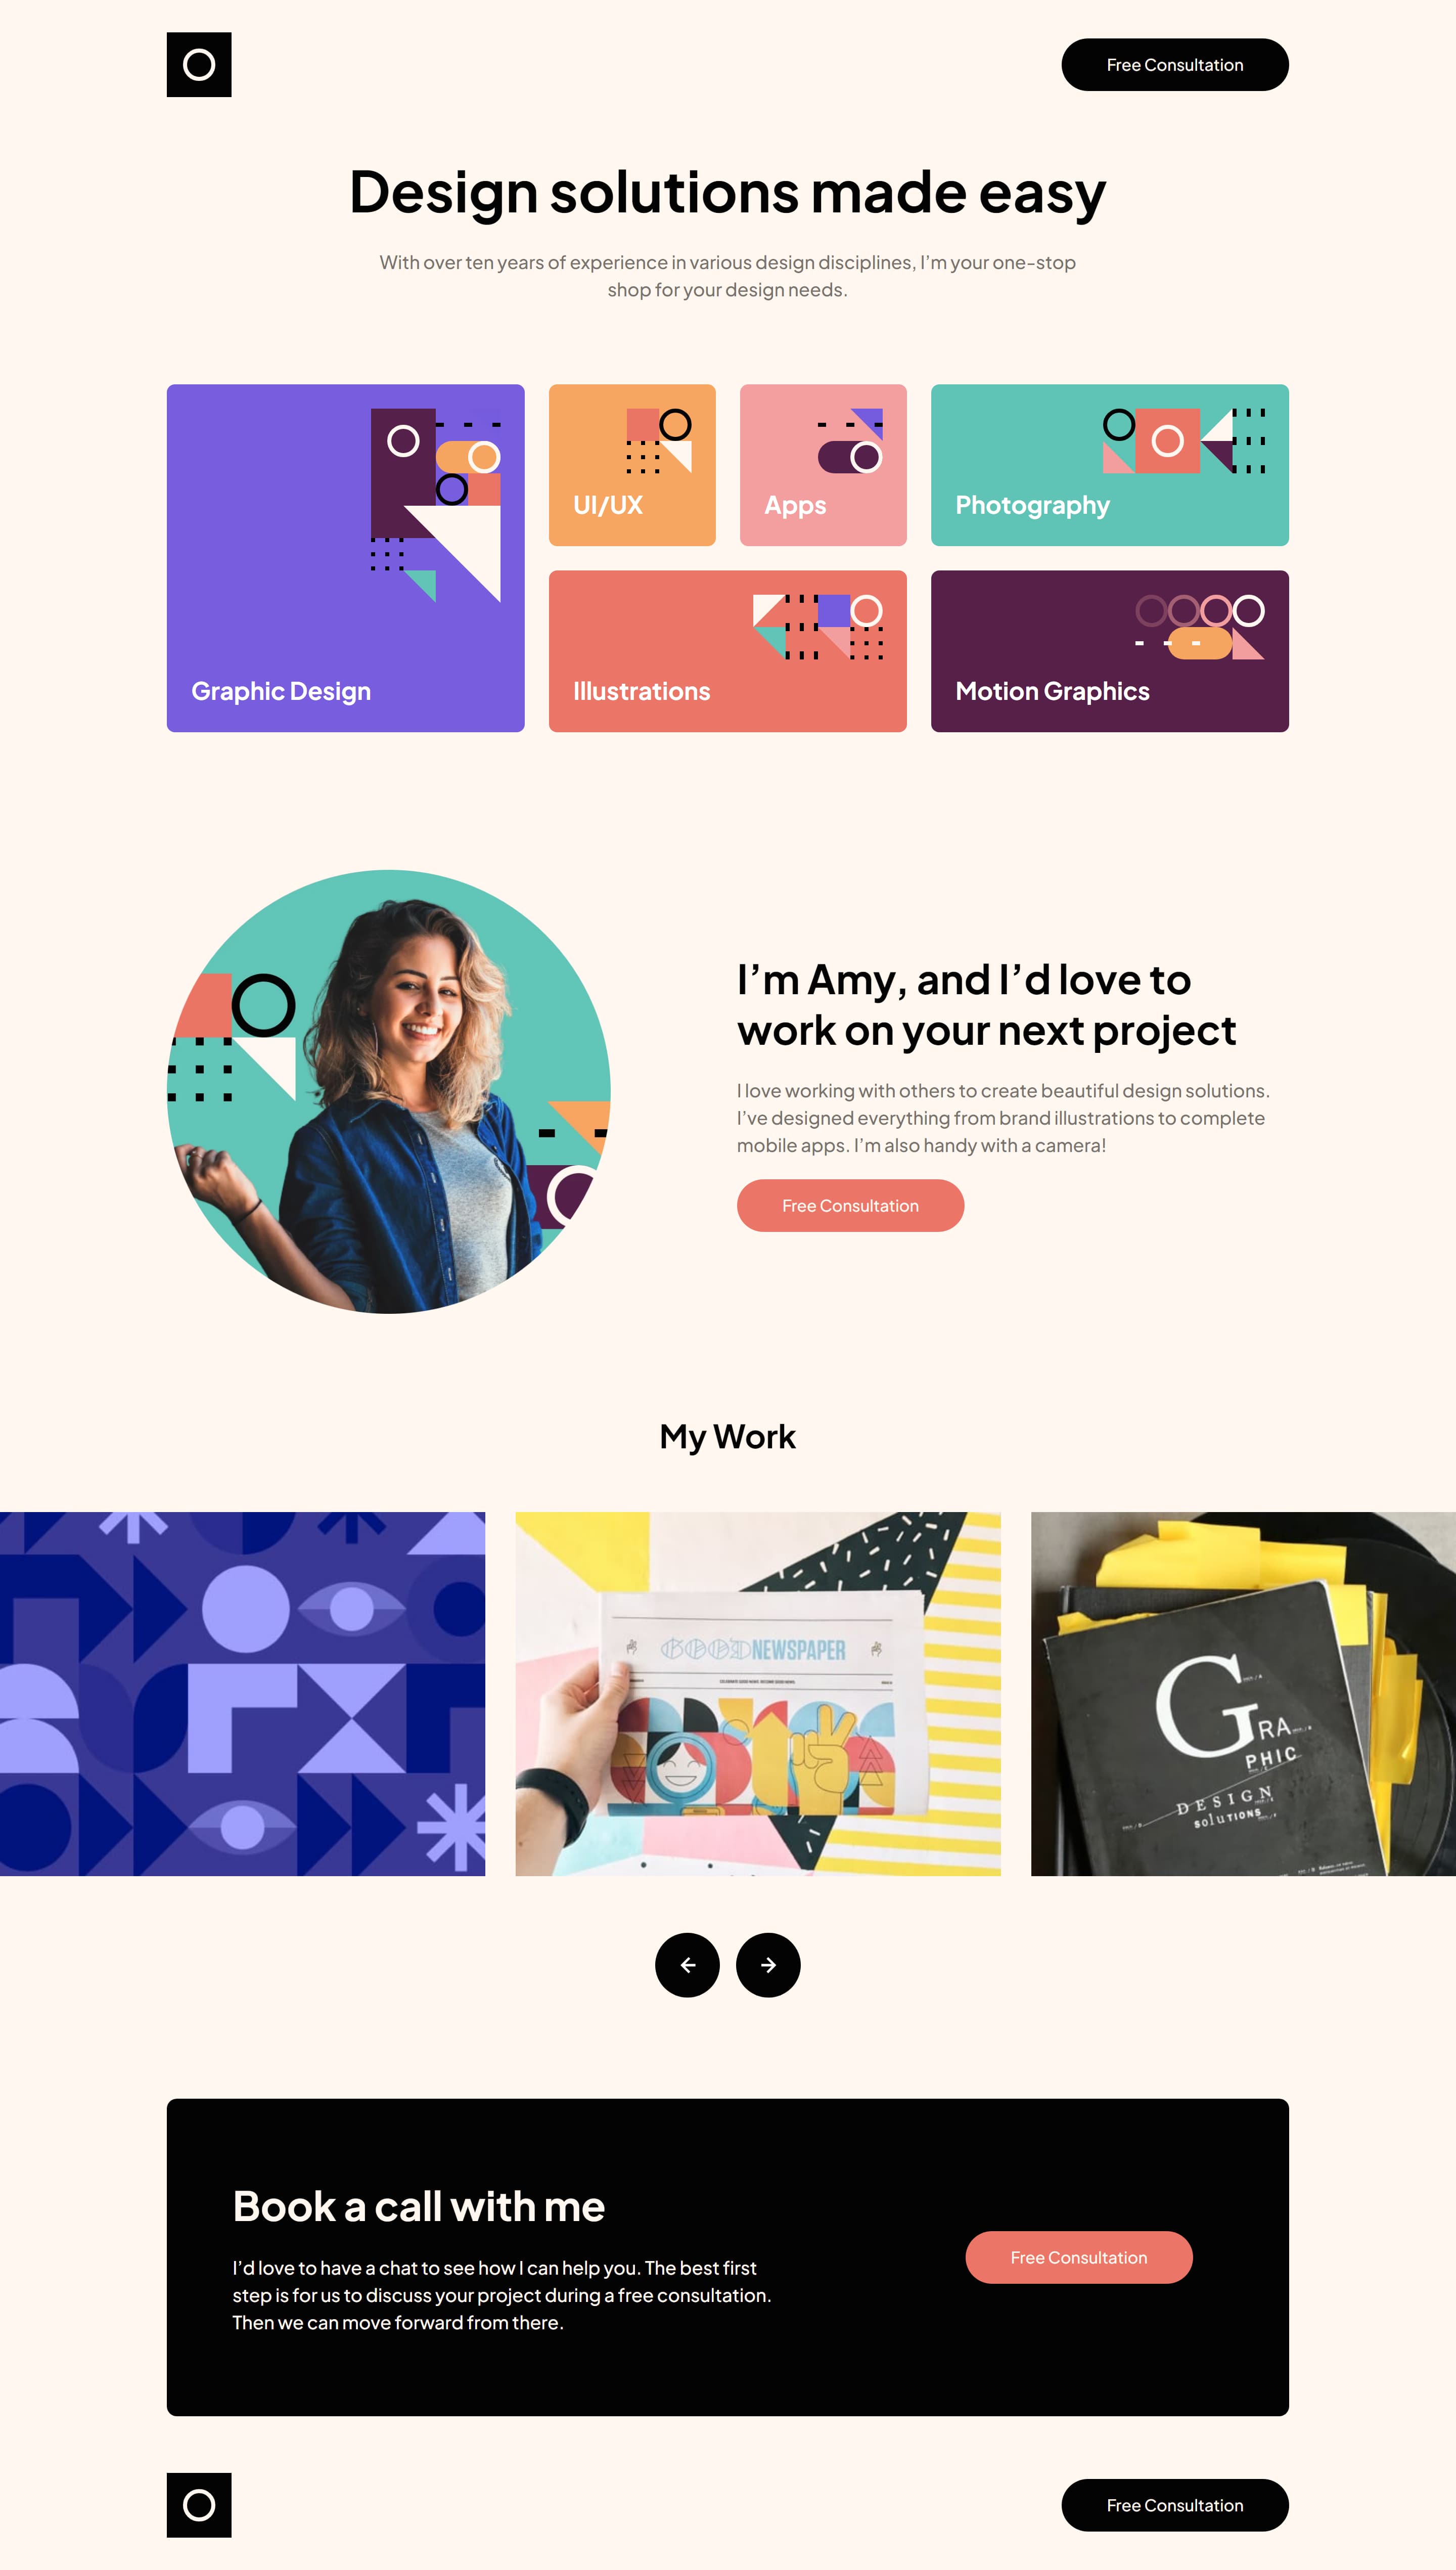 Free Consultation
Design solutions made easy
With over ten years of experience in various design disciplines, I’m your one-stop
shop for your design needs.
Graphic Design
UI/UX
Apps
Photography
Illustrations
Motion Graphics
I’m Amy, and I’d love to
work on your next project
I love working with others to create beautiful design solutions.
I’ve designed everything from brand illustrations to complete
mobile apps. I’m also handy with a camera!
Free Consultation
My Work
GOOD NEWSPAPER
GRA
PHIC
DESIGN
solutions
Book a call with me
I’d love to have a chat to see how I can help you. The best first
step is for us to discuss your project during a free consultation.
Then we can move forward from there.
Free Consultation
Free Consultation